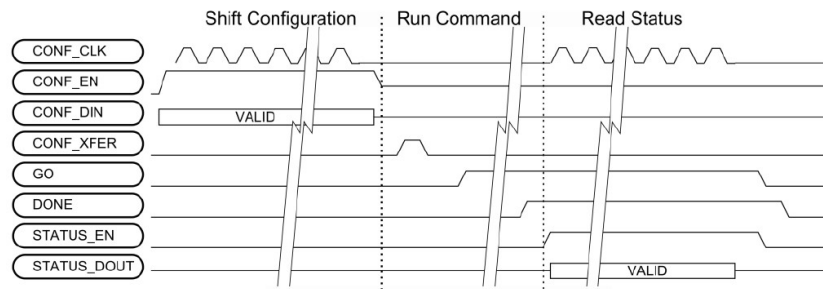 Shift Configuration Run Command Read Status
CONF_CLK
CONF_EN
CONF_DIN VALID
CONF_XFER
GO
DONE
STATUS_EN
STATUS_DOUT VALID